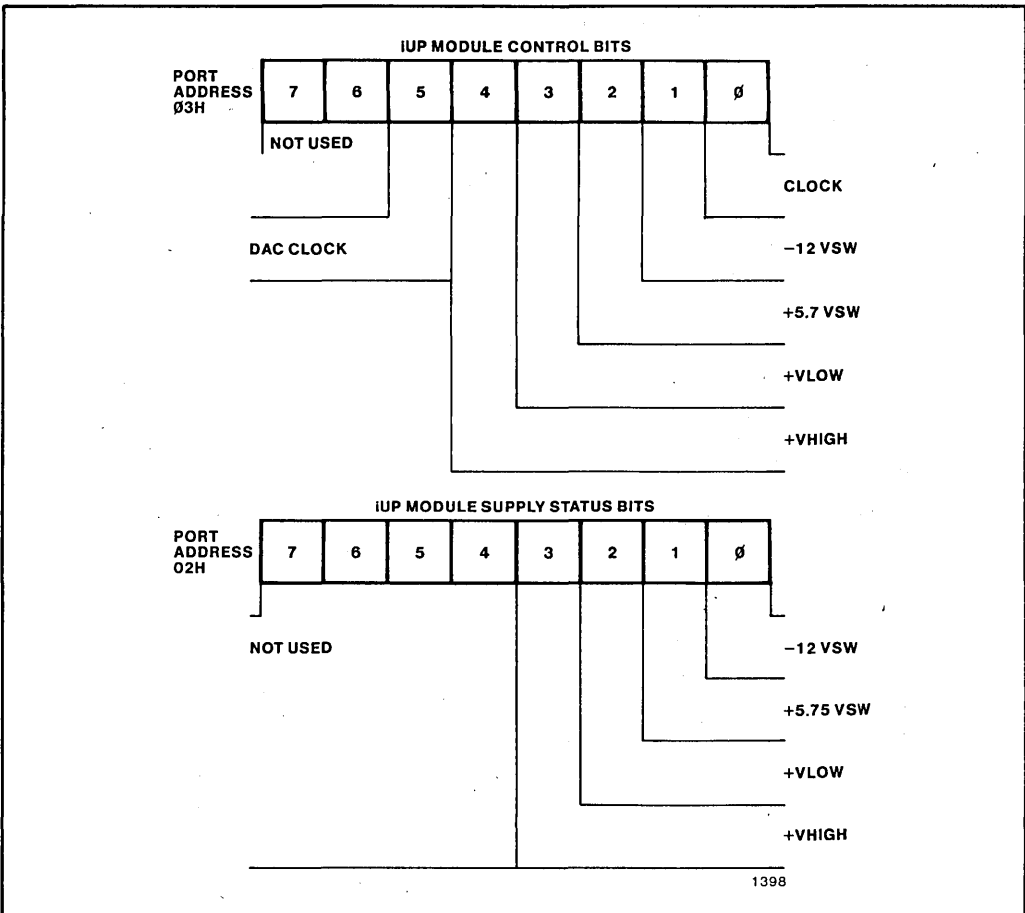 iUP MODULE CONTROL BITS
PORT
ADDRESS
Ø3H
7 6 5 4 3 2 1 Ø
NOT USED
CLOCK
DAC CLOCK
−12 VSW
+5.7 VSW
+VLOW
+VHIGH
iUP MODULE SUPPLY STATUS BITS
PORT
ADDRESS
02H
7 6 5 4 3 2 1 Ø
NOT USED
−12 VSW
+5.75 VSW
+VLOW
+VHIGH
1398